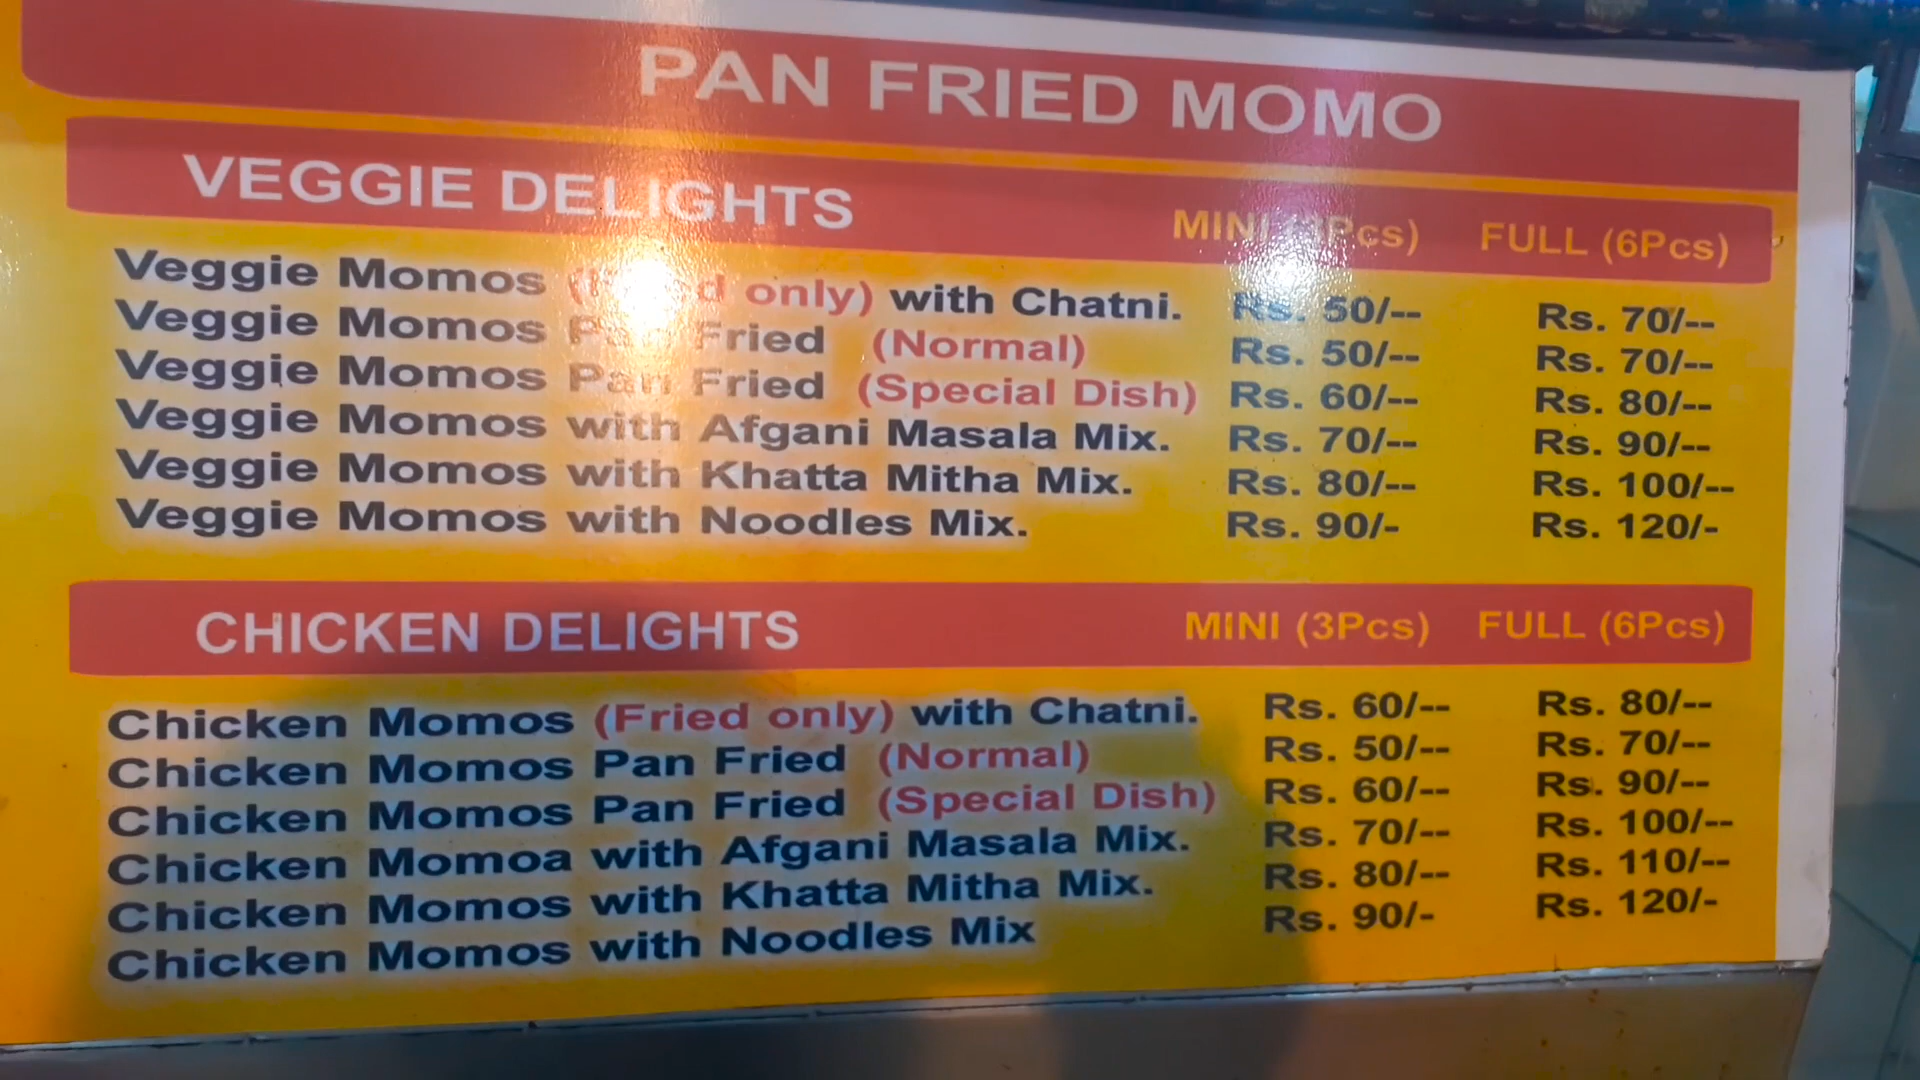 PAN FRIED MOMO
VEGGIE DELIGHTS MINI (3Pcs) FULL (6Pcs)
Veggie Momos (Fried only) with Chatni. Rs. 50/-- Rs. 70/--
Veggie Momos Pan Fried (Normal) Rs. 50/-- Rs. 70/--
Veggie Momos Pan Fried (Special Dish) Rs. 60/-- Rs. 80/--
Veggie Momos with Afgani Masala Mix. Rs. 70/-- Rs. 90/--
Veggie Momos with Khatta Mitha Mix. Rs. 80/-- Rs. 100/--
Veggie Momos with Noodles Mix. Rs. 90/- Rs. 120/-
CHICKEN DELIGHTS MINI (3Pcs) FULL (6Pcs)
Chicken Momos (Fried only) with Chatni. Rs. 60/-- Rs. 80/--
Chicken Momos Pan Fried (Normal) Rs. 50/-- Rs. 70/--
Chicken Momos Pan Fried (Special Dish) Rs. 60/-- Rs. 90/--
Chicken Momoa with Afgani Masala Mix. Rs. 70/-- Rs. 100/--
Chicken Momos with Khatta Mitha Mix. Rs. 80/-- Rs. 110/--
Chicken Momos with Noodles Mix Rs. 90/- Rs. 120/-